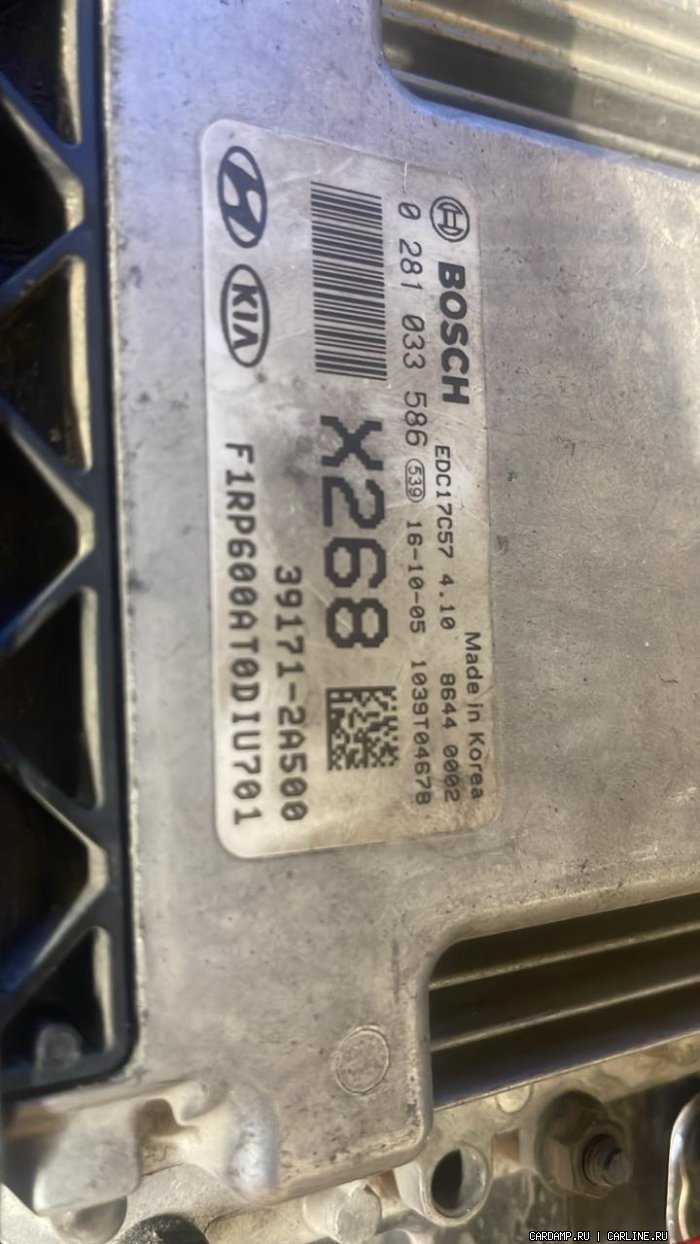 BOSCH
Made in Korea
EDC17C57 4.10 8644 0002
0 281 033 586 539 16-10-05 1039T04678
X268
39171-2A500
KIA
F1RP600AT0DIU701
CARDAMP.RU | CARLINE.RU